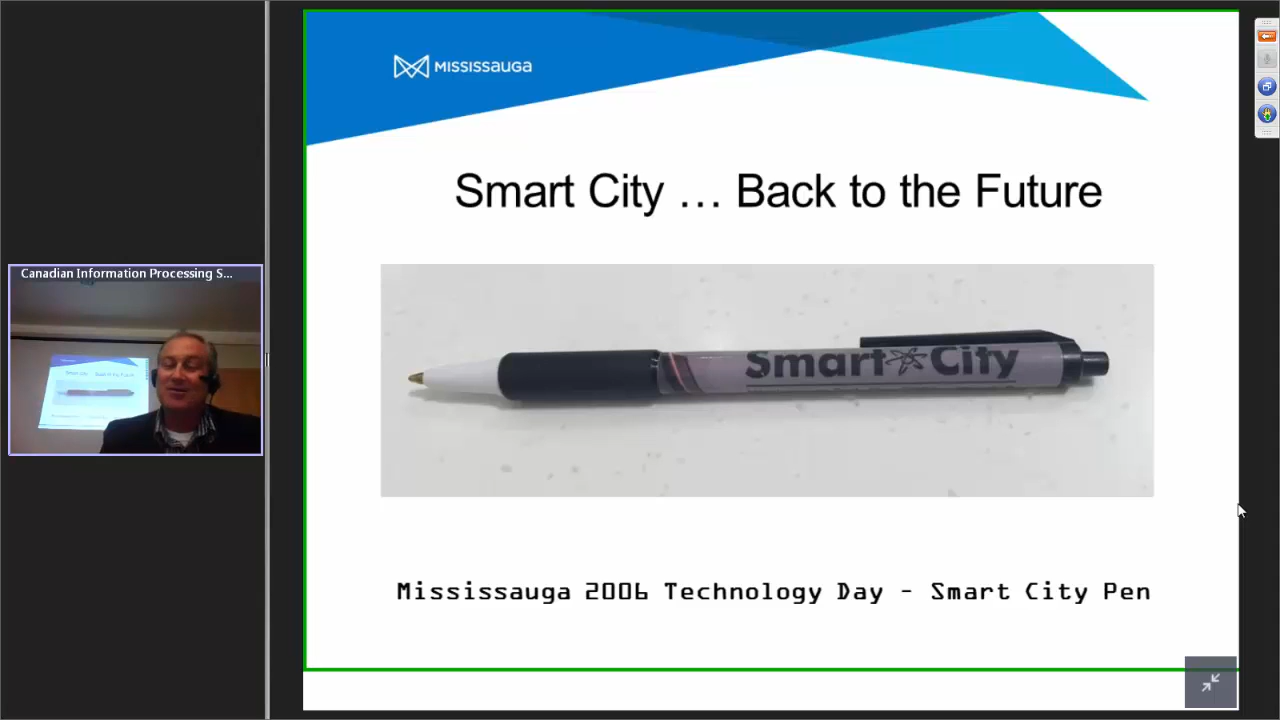 MISSISSAUGA
Smart City ... Back to the Future
Canadian Information Processing S...
Smart City
Mississauga 2006 Technology Day - Smart City Pen